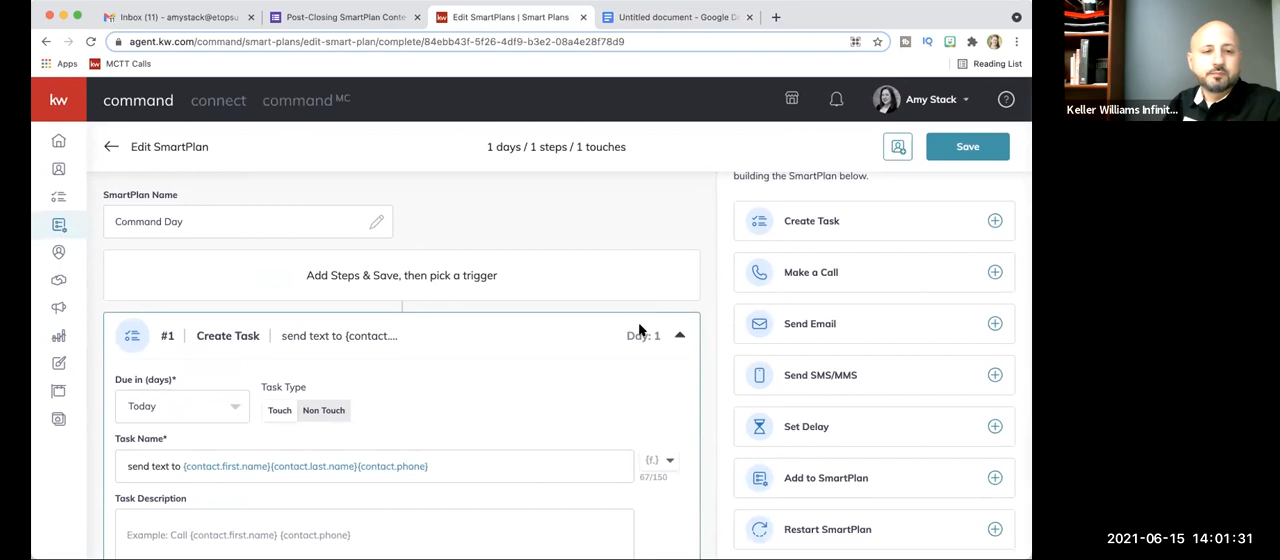 Inbox (11) - amystack@etopsu
Post-Closing SmartPlan Conte
Edit SmartPlans | Smart Plans
Untitled document - Google D
agent.kw.com/command/smart-plans/edit-smart-plan/complete/84ebb43f-5f26-4df9-b3e2-08a4e28f78d9
Apps
kw MCTT Calls
Reading List
kw
command
connect
command MC
Amy Stack
Edit SmartPlan
1 days / 1 steps / 1 touches
Save
building the SmartPlan below.
SmartPlan Name
Command Day
Add Steps & Save, then pick a trigger
#1 | Create Task | send text to {contact....
Day: 1
Due in (days)*
Today
Task Type
Touch
Non Touch
Task Name*
send text to {contact.first.name}{contact.last.name}{contact.phone}
{f,}
67/150
Task Description
Example: Call {contact.first.name} {contact.phone}
Create Task
Make a Call
Send Email
Send SMS/MMS
Set Delay
Add to SmartPlan
Restart SmartPlan
Keller Williams Infinit...
2021-06-15 14:01:31